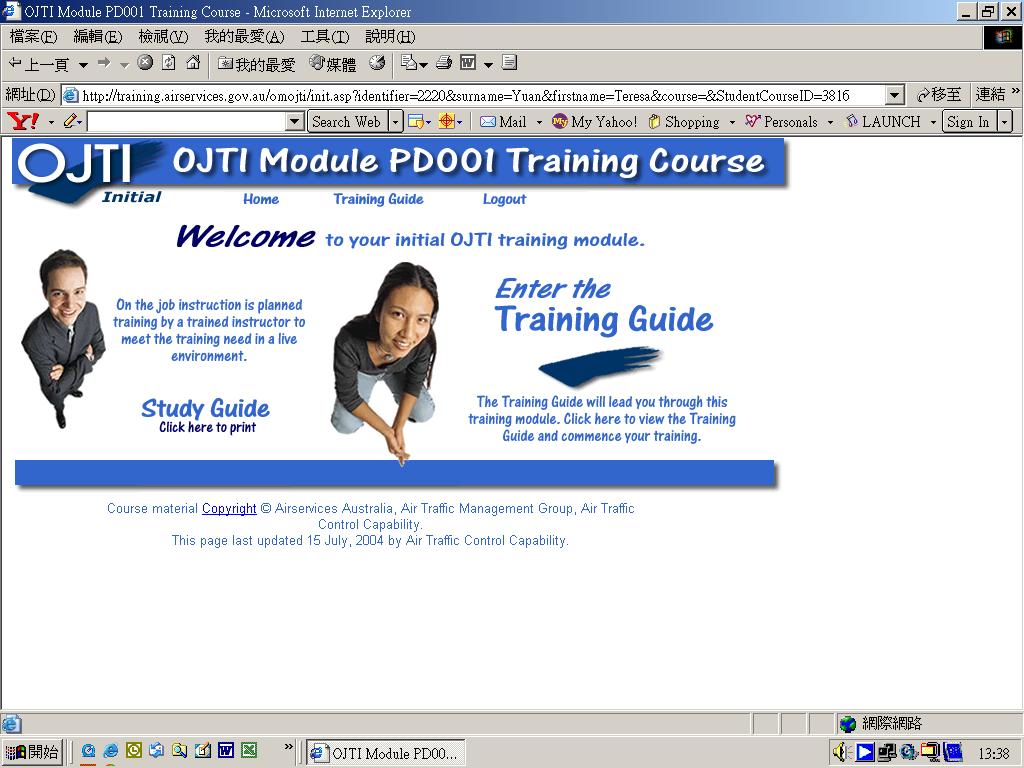 OJTI Module PD001 Training Course - Microsoft Internet Explorer
檔案(F) 編輯(E) 檢視(V) 我的最愛(A) 工具(T) 說明(H)
上一頁 我的最愛 媒體
網址(D) http://training.airservices.gov.au/omojti/init.asp?identifier=2220&surname=Yuan&firstname=Teresa&course=&StudentCourseID=3816 移至 連結 »
Y! Search Web Mail My Yahoo! Shopping Personals LAUNCH Sign In
OJTI OJTI Module PD001 Training Course
Initial Home Training Guide Logout
Welcome to your initial OJTI training module.
On the job instruction is planned
training by a trained instructor to
meet the training need in a live
environment.
Study Guide
Click here to print
Enter the
Training Guide
The Training Guide will lead you through this
training module. Click here to view the Training
Guide and commence your training.
Course material Copyright © Airservices Australia, Air Traffic Management Group, Air Traffic
Control Capability.
This page last updated 15 July, 2004 by Air Traffic Control Capability.
網際網路
開始 » OJTI Module PD00... 13:38